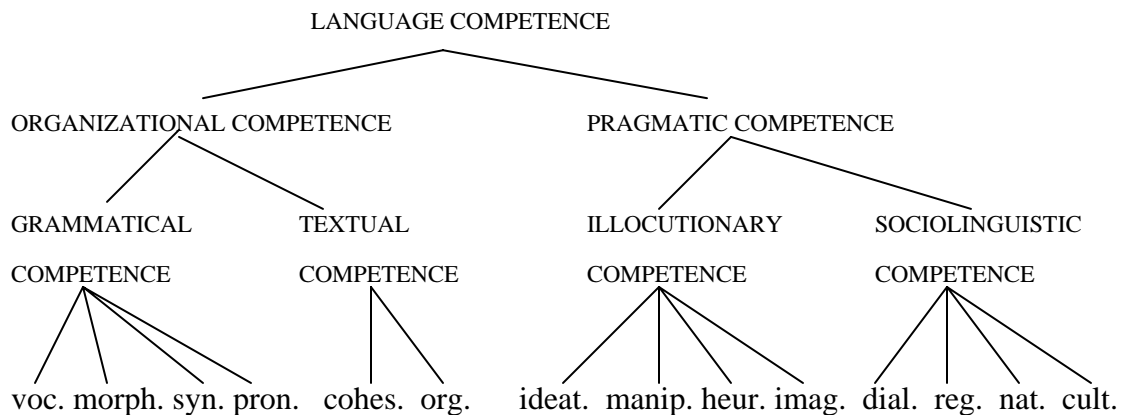 LANGUAGE COMPETENCE
ORGANIZATIONAL COMPETENCE PRAGMATIC COMPETENCE
GRAMMATICAL TEXTUAL ILLOCUTIONARY SOCIOLINGUISTIC
COMPETENCE COMPETENCE COMPETENCE COMPETENCE
voc. morph. syn. pron. cohes. org. ideat. manip. heur. imag. dial. reg. nat. cult.